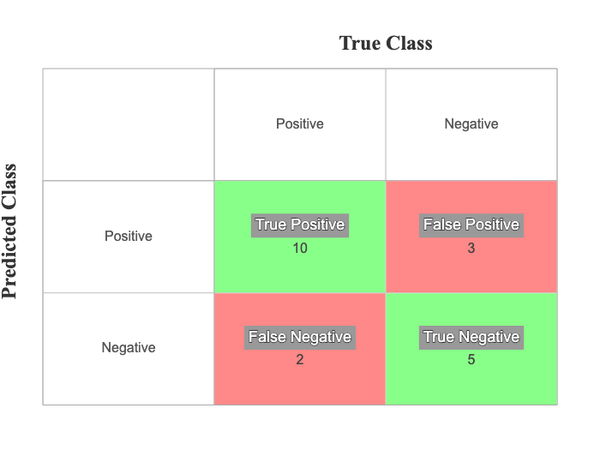 True Class
Predicted Class
Positive
Negative
Positive
True Positive
10
False Positive
3
Negative
False Negative
2
True Negative
5